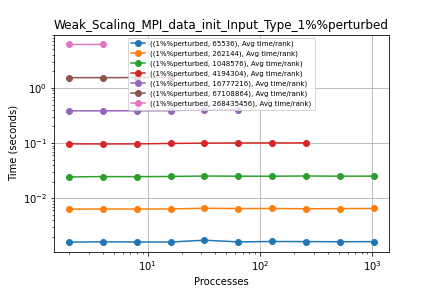 Weak_Scaling_MPI_data_init_Input_Type_1%%perturbed
((1%%perturbed, 65536), Avg time/rank)
((1%%perturbed, 262144), Avg time/rank)
((1%%perturbed, 1048576), Avg time/rank)
((1%%perturbed, 4194304), Avg time/rank)
((1%%perturbed, 16777216), Avg time/rank)
((1%%perturbed, 67108864), Avg time/rank)
((1%%perturbed, 268435456), Avg time/rank)
Time (seconds)
10⁰
10⁻¹
10⁻²
10¹ 10² 10³
Proccesses